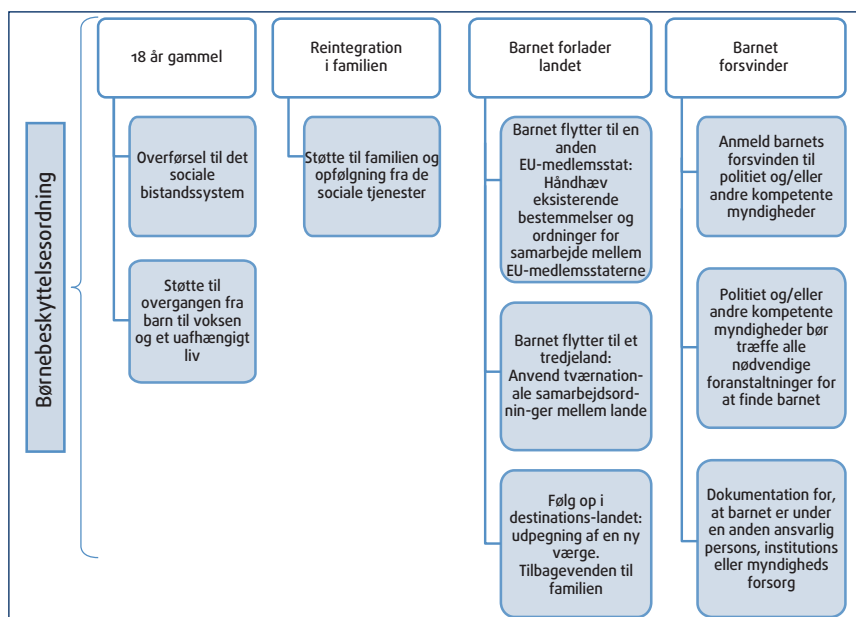 Børnebeskyttelsesordning
18 år gammel
Overførsel til det
sociale
bistandssystem
Støtte til
overgangen fra
barn til voksen
og et uafhængigt
liv
Reintegration
i familien
Støtte til familien og
opfølgning fra de
sociale tjenester
Barnet forlader
landet
Barnet flytter til en
anden
EU-medlemsstat:
Håndhæv
eksisterende
bestemmelser og
ordninger for
samarbejde mellem
EU-medlemsstaterne
Barnet flytter til et
tredjeland:
Anvend tværnation-
ale samarbejdsord-
nin-ger mellem lande
Følg op i
destinations-landet:
udpegning af en ny
værge.
Tilbagevenden til
familien
Barnet
forsvinder
Anmeld barnets
forsvinden til
politiet og/eller
andre kompetente
myndigheder
Politiet og/eller
andre kompetente
myndigheder bør
træffe alle
nødvendige
foranstaltninger for
at finde barnet
Dokumentation for,
at barnet er under
en anden ansvarlig
persons, institutions
eller myndigheds
forsorg